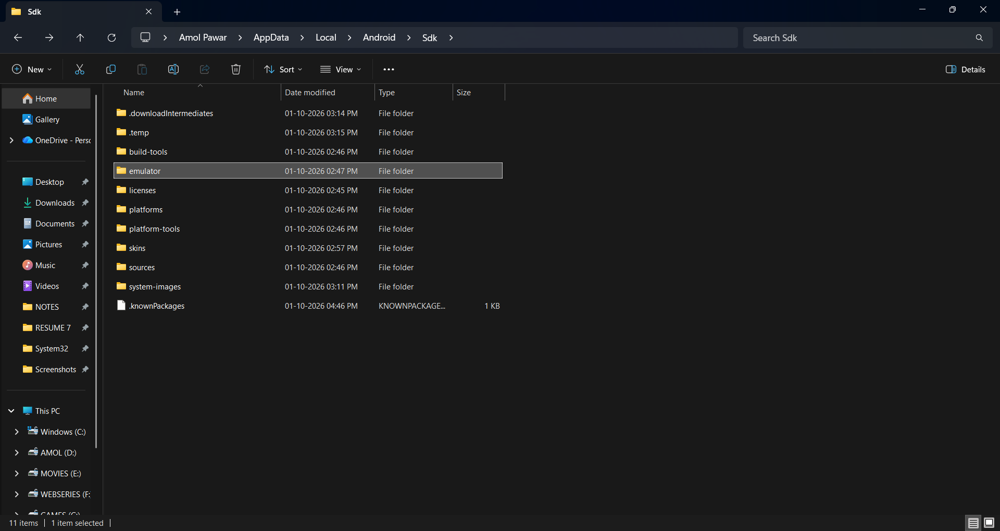 Sdk
Amol Pawar
AppData
Local
Android
Sdk
Search Sdk
New
Sort
View
Details
Name
Date modified
Type
Size
.downloadIntermediates 01-10-2026 03:14 PM File folder
.temp 01-10-2026 03:15 PM File folder
build-tools 01-10-2026 02:46 PM File folder
emulator 01-10-2026 02:47 PM File folder
licenses 01-10-2026 02:45 PM File folder
platforms 01-10-2026 02:46 PM File folder
platform-tools 01-10-2026 02:46 PM File folder
skins 01-10-2026 02:57 PM File folder
sources 01-10-2026 02:46 PM File folder
system-images 01-10-2026 03:11 PM File folder
.knownPackages 01-10-2026 04:46 PM KNOWNPACKAGE... 1 KB
Home
Gallery
OneDrive - Perso
Desktop
Downloads
Documents
Pictures
Music
Videos
NOTES
RESUME 7
System32
Screenshots
This PC
Windows (C:)
AMOL (D:)
MOVIES (E:)
WEBSERIES (F:
11 items
1 item selected